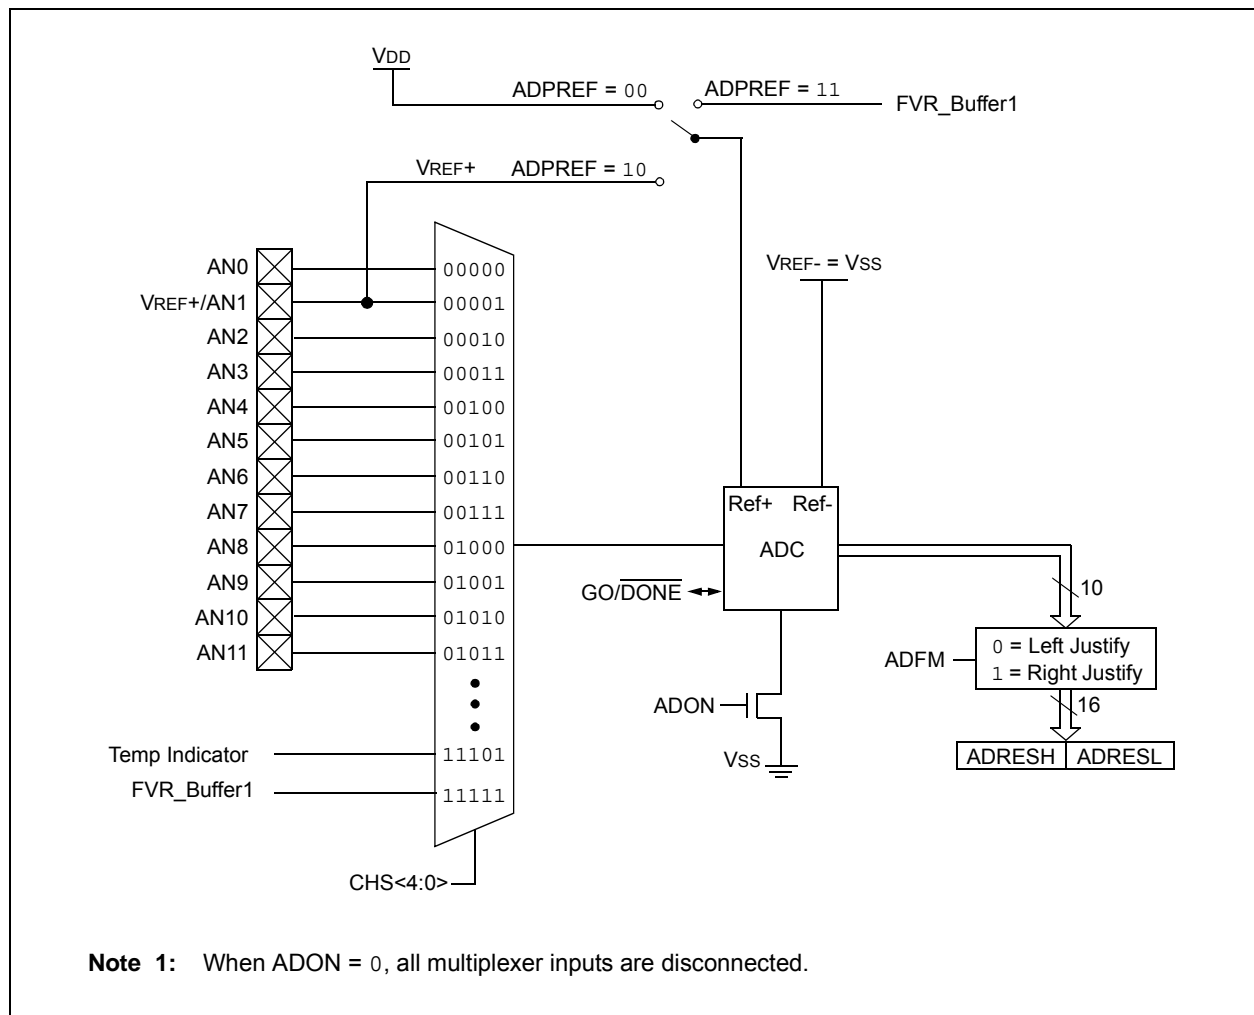 VDD
ADPREF = 00
ADPREF = 11
FVR_Buffer1
VREF+ ADPREF = 10
VREF- = VSS
AN0
00000
VREF+/AN1
00001
AN2
00010
AN3
00011
AN4
00100
AN5
00101
AN6
00110
AN7
00111
AN8
01000
AN9
01001
AN10
01010
AN11
01011
Temp Indicator
11101
FVR_Buffer1
11111
CHS<4:0>
Ref+ Ref-
ADC
GO/DONE
ADON
VSS
10
ADFM
0 = Left Justify
1 = Right Justify
16
ADRESH ADRESL
Note 1: When ADON = 0, all multiplexer inputs are disconnected.